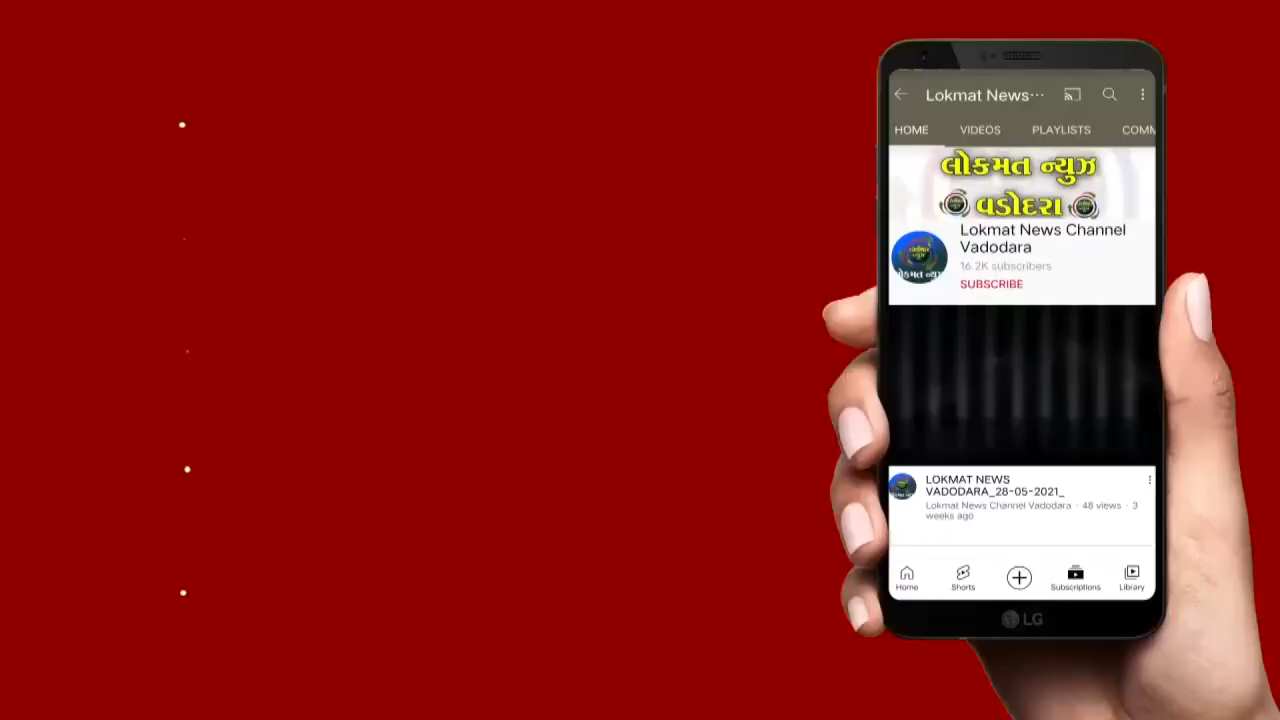 Lokmat News...
HOME VIDEOS PLAYLISTS COMM
લોકમત ન્યુઝ
વડોદરા
Lokmat News Channel
Vadodara
16.2K subscribers
SUBSCRIBE
LOKMAT NEWS
VADODARA_28-05-2021_
Lokmat News Channel Vadodara · 48 views · 3
weeks ago
Home Shorts Subscriptions Library
LG